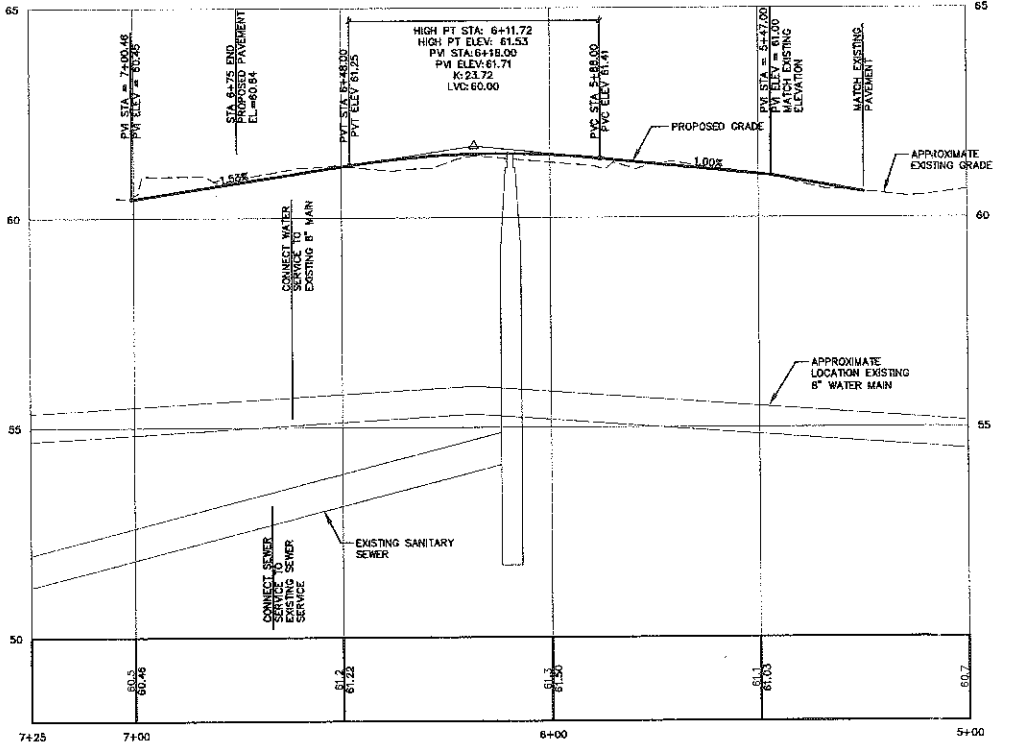 65
65
PVI STA = 7+00.46
PVI ELEV = 60.45
STA 6+75 END
PROPOSED PAVEMENT
EL=60.84
PVT STA 6+48.00
PVT ELEV 61.25
HIGH PT STA: 6+11.72
HIGH PT ELEV: 61.53
PVI STA:6+18.00
PVI ELEV:61.71
K:23.72
LVC:60.00
PVC STA 5+88.00
PVC ELEV 61.41
PVI STA = 5+47.00
PVI ELEV = 61.00
MATCH EXISTING
ELEVATION
MATCH EXISTING
PAVEMENT
PROPOSED GRADE
APPROXIMATE
EXISTING GRADE
1.53%
1.00%
60
60
CONNECT WATER
SERVICE TO
EXISTING 8" MAIN
APPROXIMATE
LOCATION EXISTING
8" WATER MAIN
55
55
EXISTING SANITARY
SEWER
CONNECT SEWER
SERVICE TO
EXISTING SEWER
SERVICE
50
50
60.5
60.46
61.2
61.22
61.3
61.50
61.1
61.03
60.7
7+25
7+00
6+00
5+00